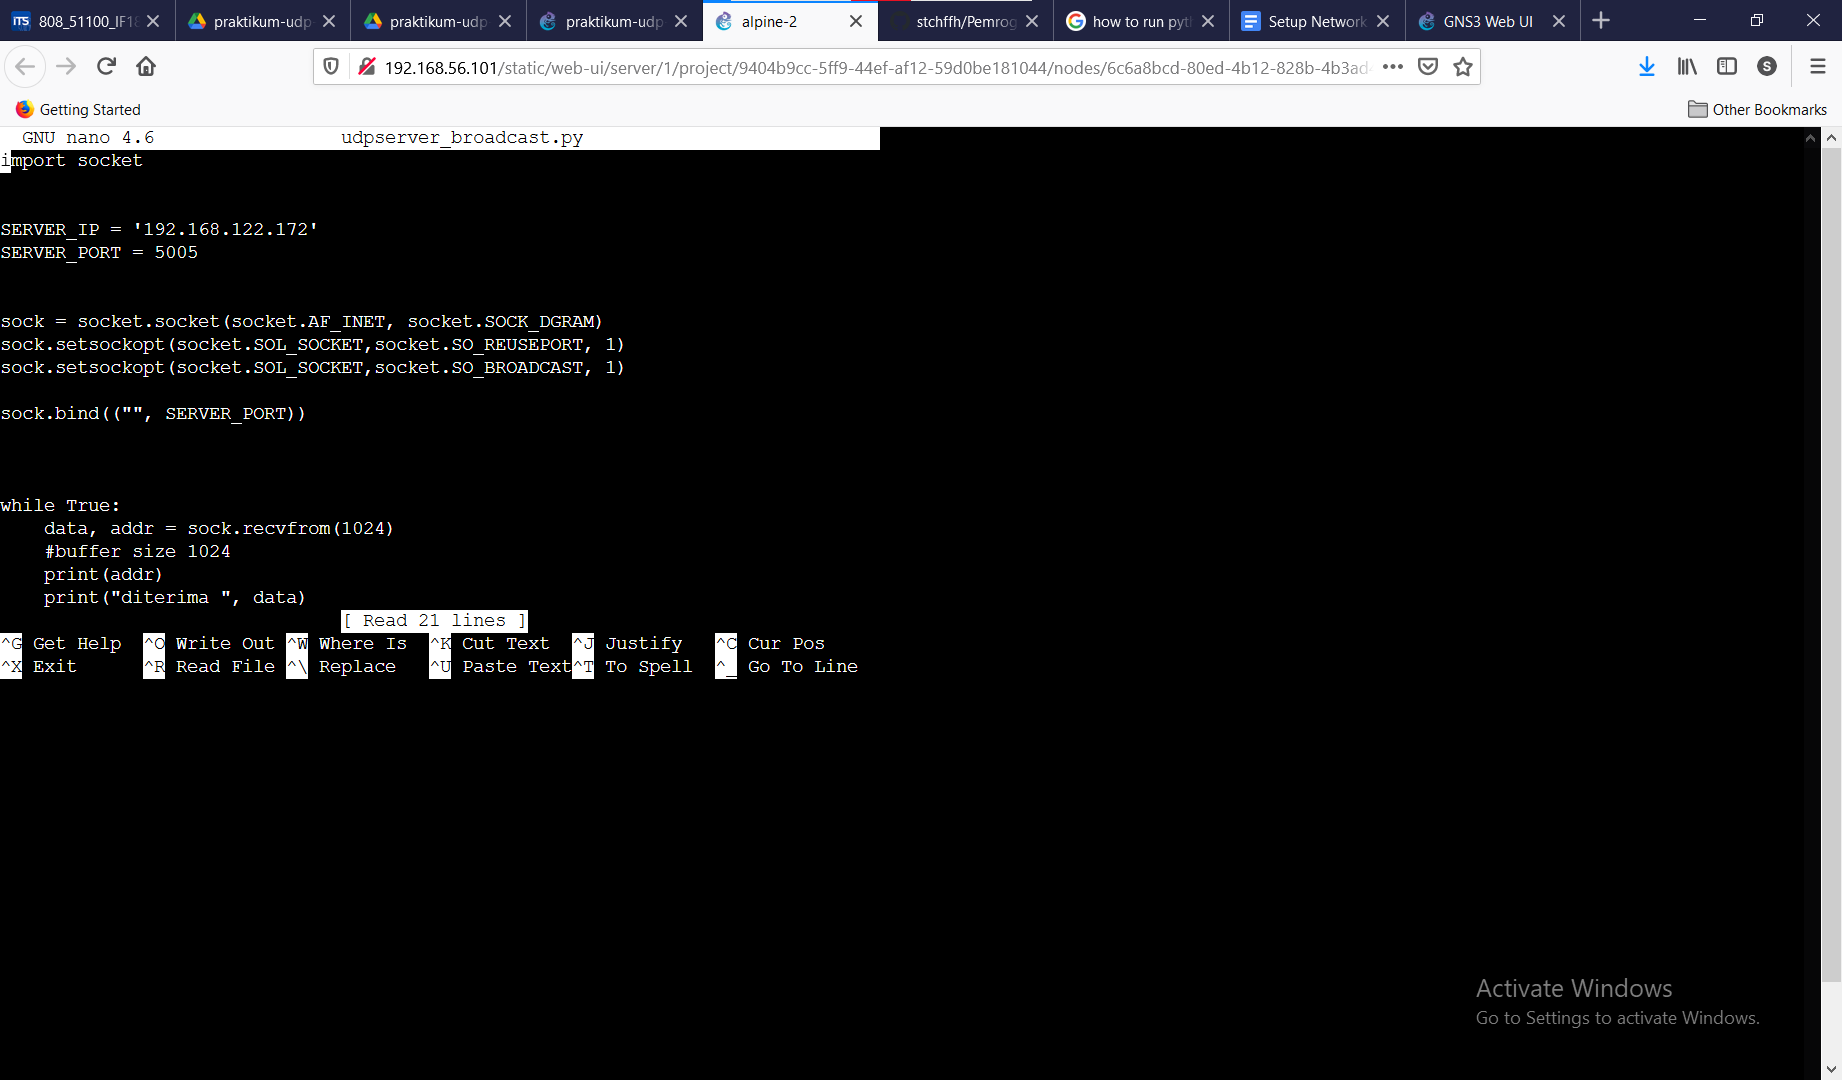 808_51100_IF18
praktikum-udp-
praktikum-udp
praktikum-udp
alpine-2
stchffh/Pemrog
how to run pyth
Setup Network
GNS3 Web UI
192.168.56.101/static/web-ui/server/1/project/9404b9cc-5ff9-44ef-af12-59d0be181044/nodes/6c6a8bcd-80ed-4b12-828b-4b3ad
S
Getting Started
Other Bookmarks
GNU nano 4.6 udpserver_broadcast.py
import socket
SERVER_IP = '192.168.122.172'
SERVER_PORT = 5005
sock = socket.socket(socket.AF_INET, socket.SOCK_DGRAM)
sock.setsockopt(socket.SOL_SOCKET,socket.SO_REUSEPORT, 1)
sock.setsockopt(socket.SOL_SOCKET,socket.SO_BROADCAST, 1)
sock.bind(("", SERVER_PORT))
while True:
    data, addr = sock.recvfrom(1024)
    #buffer size 1024
    print(addr)
    print("diterima ", data)
[ Read 21 lines ]
^G Get Help ^O Write Out ^W Where Is ^K Cut Text ^J Justify ^C Cur Pos
^X Exit ^R Read File ^\ Replace ^U Paste Text^T To Spell ^_ Go To Line
Activate Windows
Go to Settings to activate Windows.